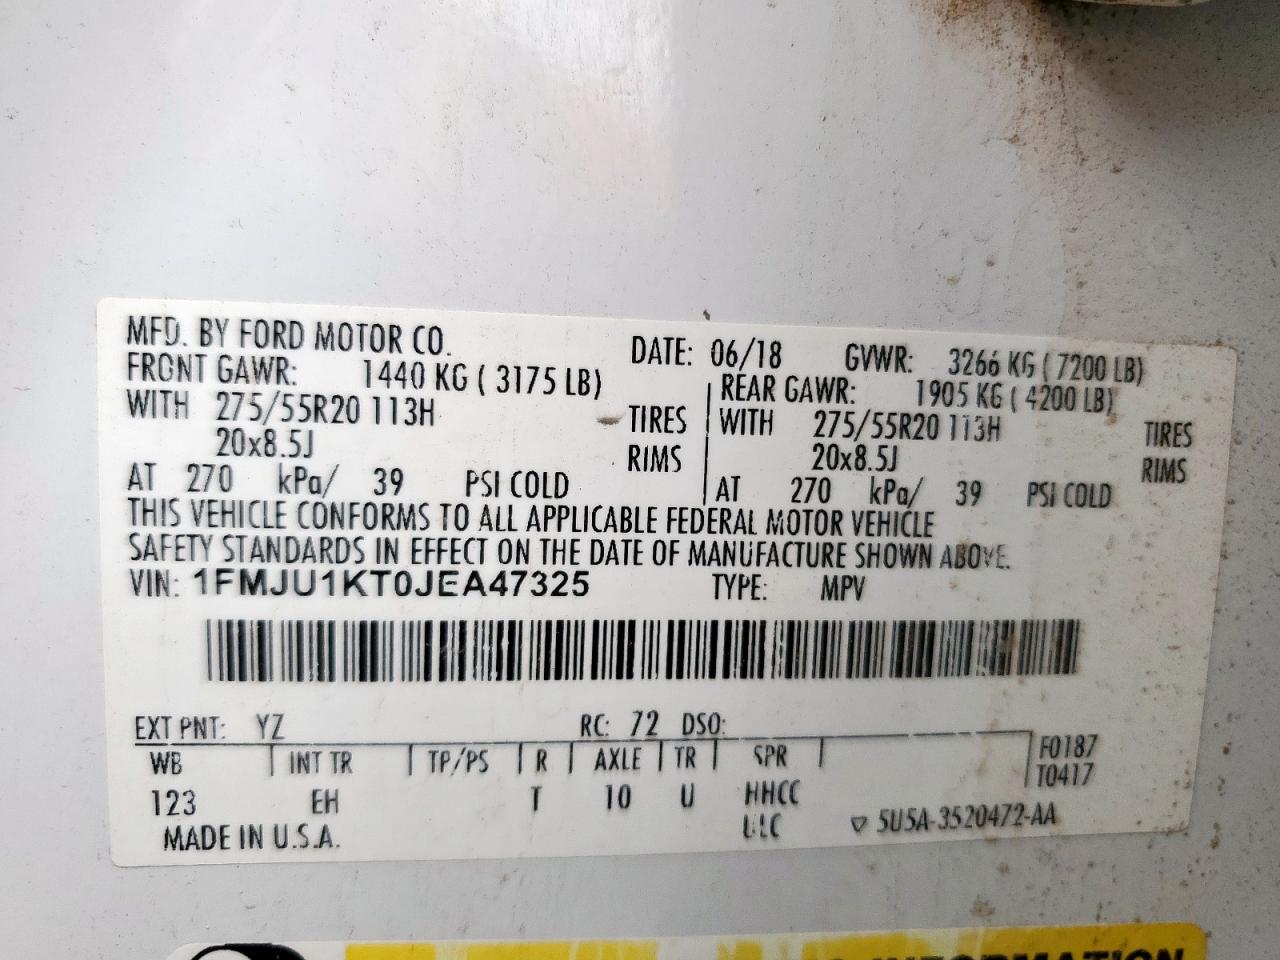 MFD. BY FORD MOTOR CO.
DATE: 06/18 GVWR: 3266 KG ( 7200 LB)
FRONT GAWR: 1440 KG ( 3175 LB)
WITH 275/55R20 113H TIRES
20x8.5J RIMS
AT 270 kPa/ 39 PSI COLD
REAR GAWR: 1905 KG ( 4200 LB)
WITH 275/55R20 113H TIRES
20x8.5J RIMS
AT 270 kPa/ 39 PSI COLD
THIS VEHICLE CONFORMS TO ALL APPLICABLE FEDERAL MOTOR VEHICLE
SAFETY STANDARDS IN EFFECT ON THE DATE OF MANUFACTURE SHOWN ABOVE.
VIN: 1FMJU1KT0JEA47325 TYPE: MPV
EXT PNT: YZ RC: 72 DSO:
WB INT TR TP/PS R AXLE TR SPR F0187
T0417
123 EH T 10 U HHCC
MADE IN U.S.A. 5U5A-3520472-AA
INFORMATION